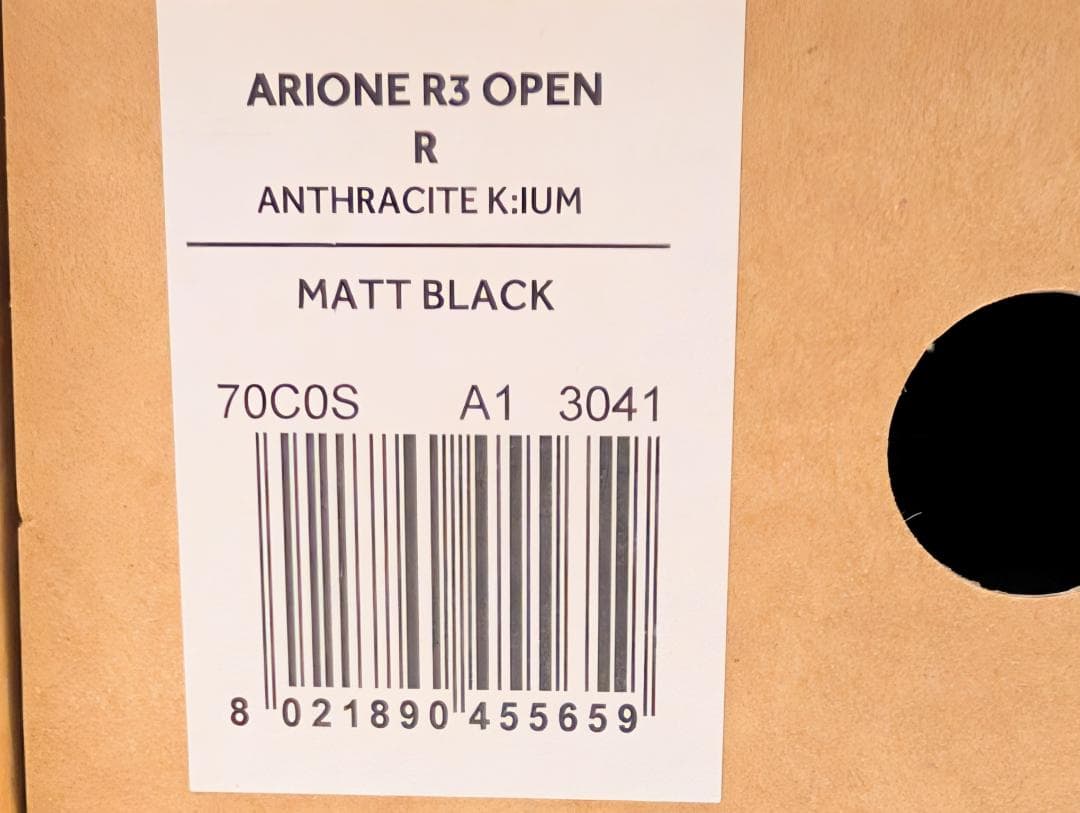 ARIONE R3 OPEN
R
ANTHRACITE K:IUM
MATT BLACK
70C0S A1 3041
8 021890 455659